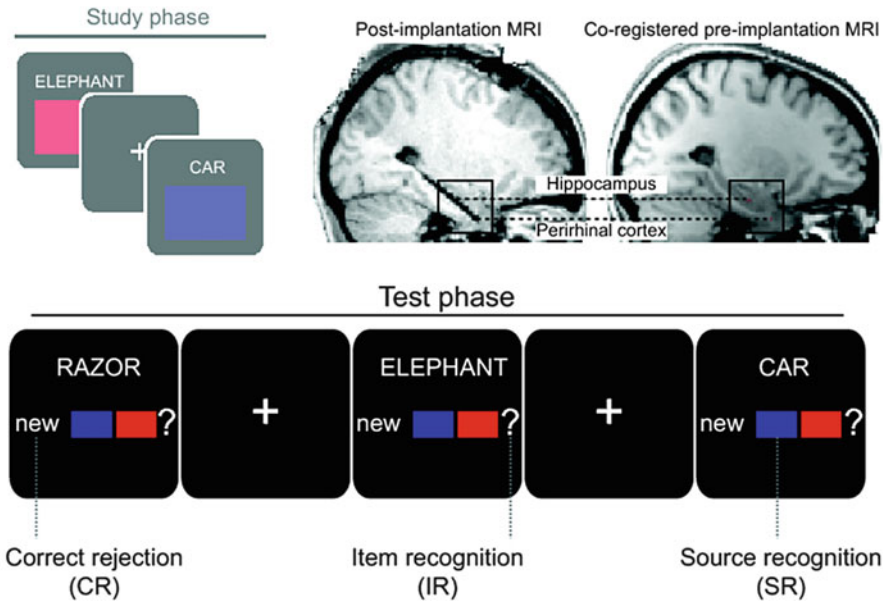 Study phase
ELEPHANT
+
CAR
Post-implantation MRI
Co-registered pre-implantation MRI
Hippocampus
Perirhinal cortex
Test phase
RAZOR
new ?
+
ELEPHANT
new ?
+
CAR
new ?
Correct rejection
(CR)
Item recognition
(IR)
Source recognition
(SR)